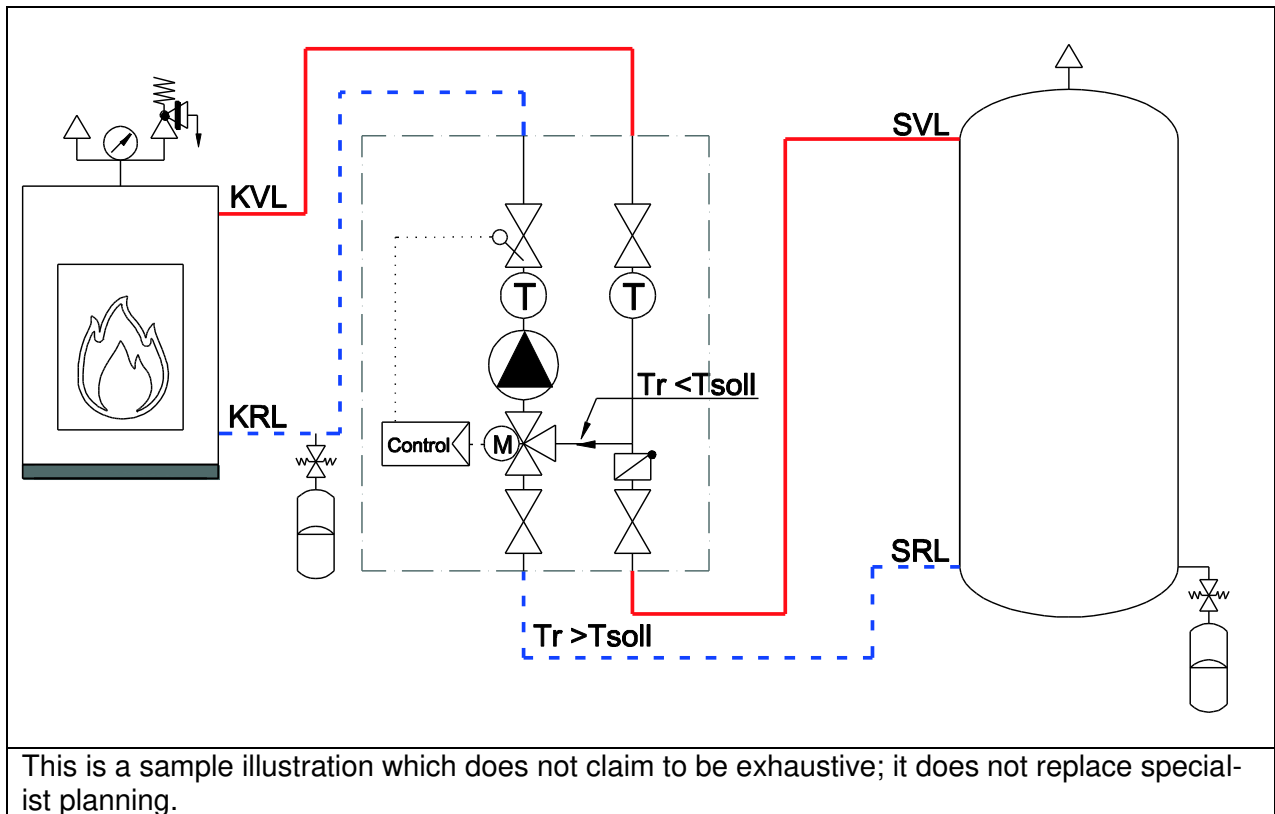 SVL
KVL
T
T
Tr <Tsoll
KRL
Control
M
SRL
Tr >Tsoll
This is a sample illustration which does not claim to be exhaustive; it does not replace special-
ist planning.